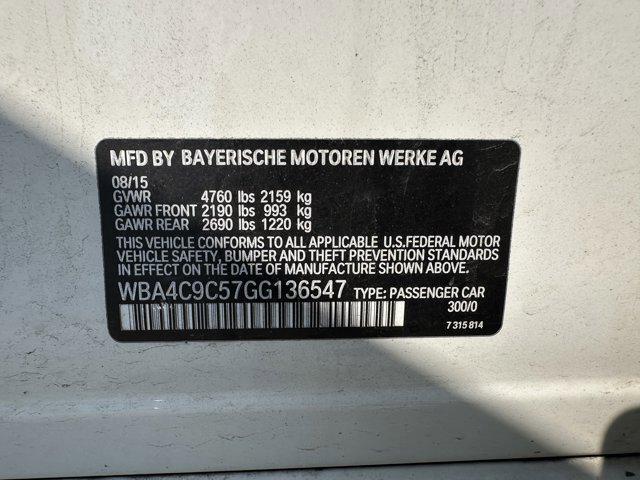 MFD BY BAYERISCHE MOTOREN WERKE AG
08/15
GVWR 4760 lbs 2159 kg
GAWR FRONT 2190 lbs 993 kg
GAWR REAR 2690 lbs 1220 kg
THIS VEHICLE CONFORMS TO ALL APPLICABLE U.S.FEDERAL MOTOR
VEHICLE SAFETY, BUMPER AND THEFT PREVENTION STANDARDS
IN EFFECT ON THE DATE OF MANUFACTURE SHOWN ABOVE.
WBA4C9C57GG136547 TYPE: PASSENGER CAR
300/0
7 315 814